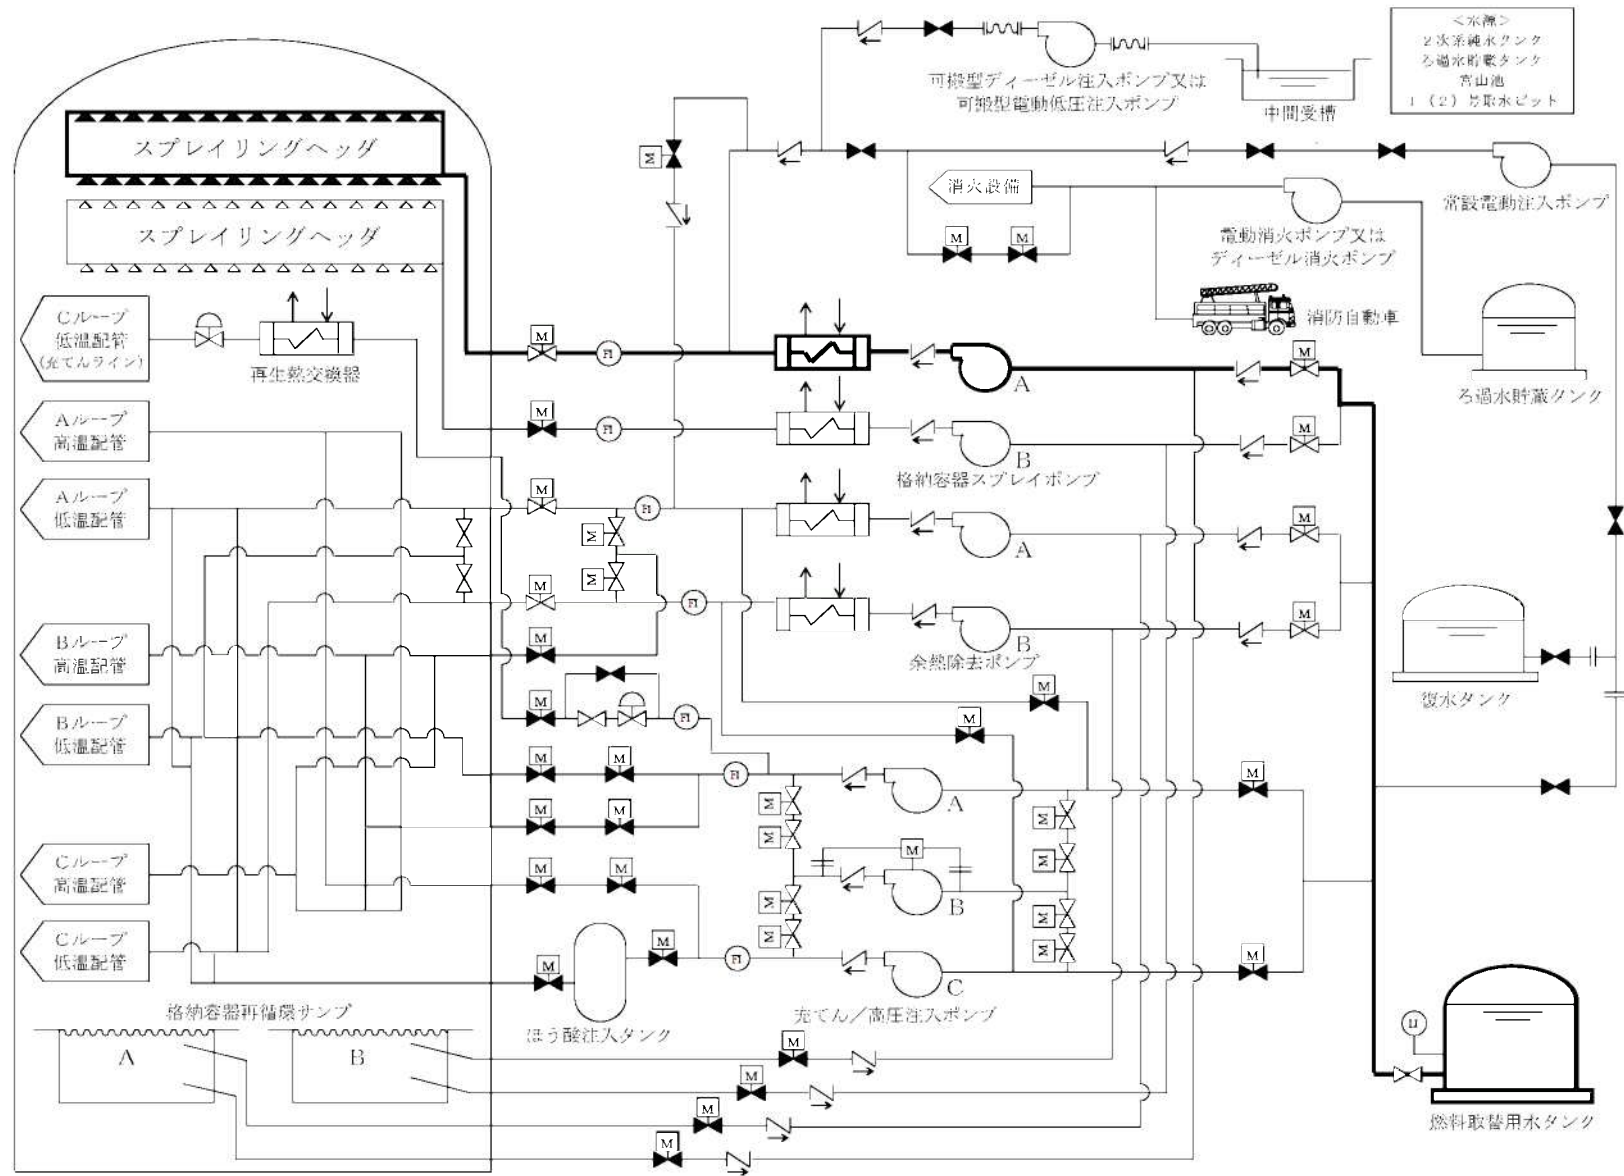 <水源>
2次系純水タンク
ろ過水貯蔵タンク
宮山池
1（2）号取水ピット
可搬型ディーゼル注入ポンプ又は
可搬型電動低圧注入ポンプ
中間受槽
スプレイリングヘッダ
スプレイリングヘッダ
M
消火設備
常設電動注入ポンプ
M
M
電動消火ポンプ又は
ディーゼル消火ポンプ
消防自動車
ろ過水貯蔵タンク
Cループ
低温配管
(充てんライン)
再生熱交換器
M
FI
A
M
Aループ
高温配管
M
FI
B
M
格納容器スプレイポンプ
Aループ
低温配管
M
FI
M
M
A
M
M
FI
B
M
余熱除去ポンプ
Bループ
高温配管
M
復水タンク
Bループ
低温配管
M
FI
M
M
M
M
FI
M
M
A
M
M
M
M
M
Cループ
高温配管
M
M
M
M
B
M
M
Cループ
低温配管
M
M
FI
M
C
M
M
ほう酸注入タンク
充てん／高圧注入ポンプ
格納容器再循環サンプ
A
B
M
M
M
M
LI
燃料取替用水タンク